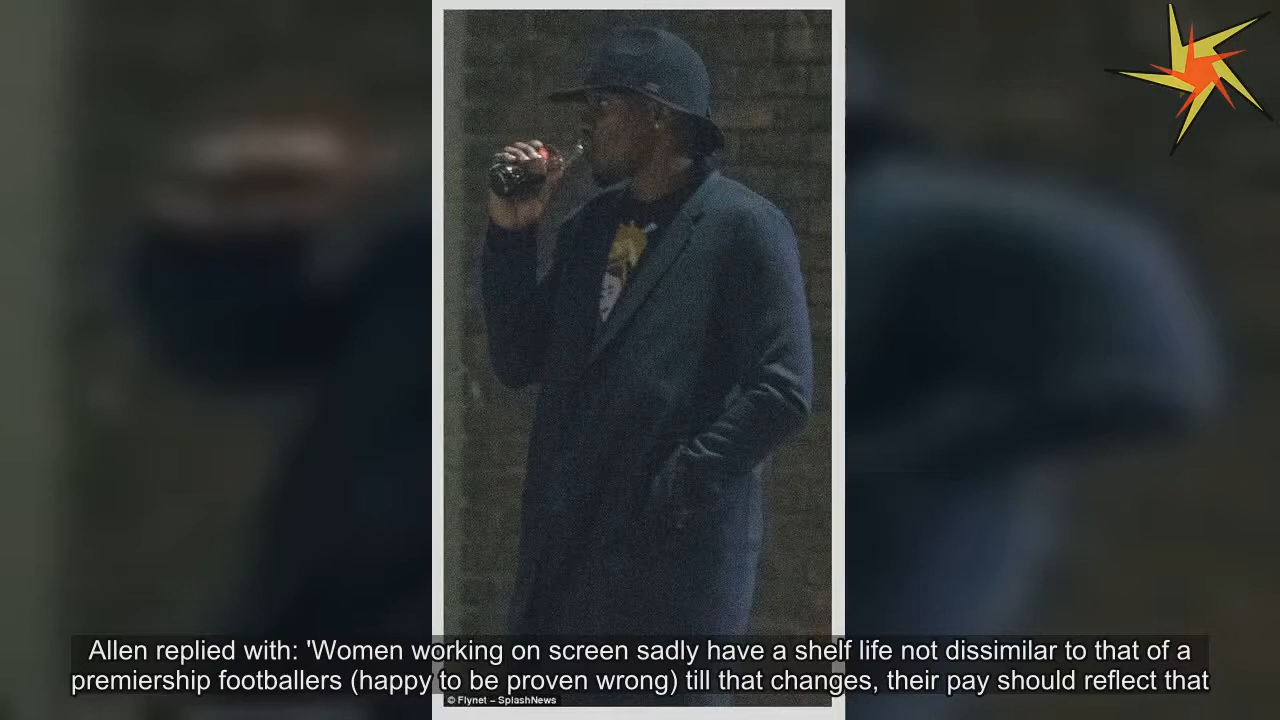 Allen replied with: 'Women working on screen sadly have a shelf life not dissimilar to that of a
premiership footballers (happy to be proven wrong) till that changes, their pay should reflect that
© Flynet – SplashNews